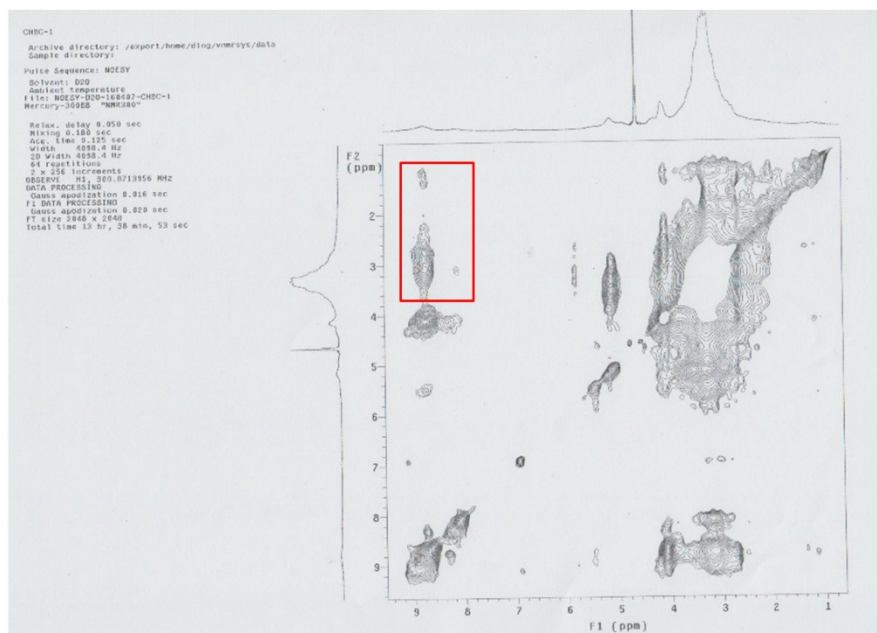 CHBC-1
Archive directory: /export/home/ding/vnmrsys/data
Sample directory:
Pulse Sequence: NOESY
Solvent: D2O
Ambient temperature
File: NOESY-D2O-160407-CHBC-1
Mercury-300BB "NMR300"
Relax. delay 0.050 sec
Mixing 0.100 sec
Acq. time 0.125 sec
Width 4098.4 Hz
2D Width 4098.4 Hz
64 repetitions
2 x 256 increments
OBSERVE H1, 300.0713956 MHz
DATA PROCESSING
Gauss apodization 0.016 sec
F1 DATA PROCESSING
Gauss apodization 0.020 sec
FT size 2048 x 2048
Total time 13 hr, 38 min, 53 sec
F2
(ppm)
2
3
4
5
6
7
8
9
9 8 7 6 5 4 3 2 1
F1 (ppm)